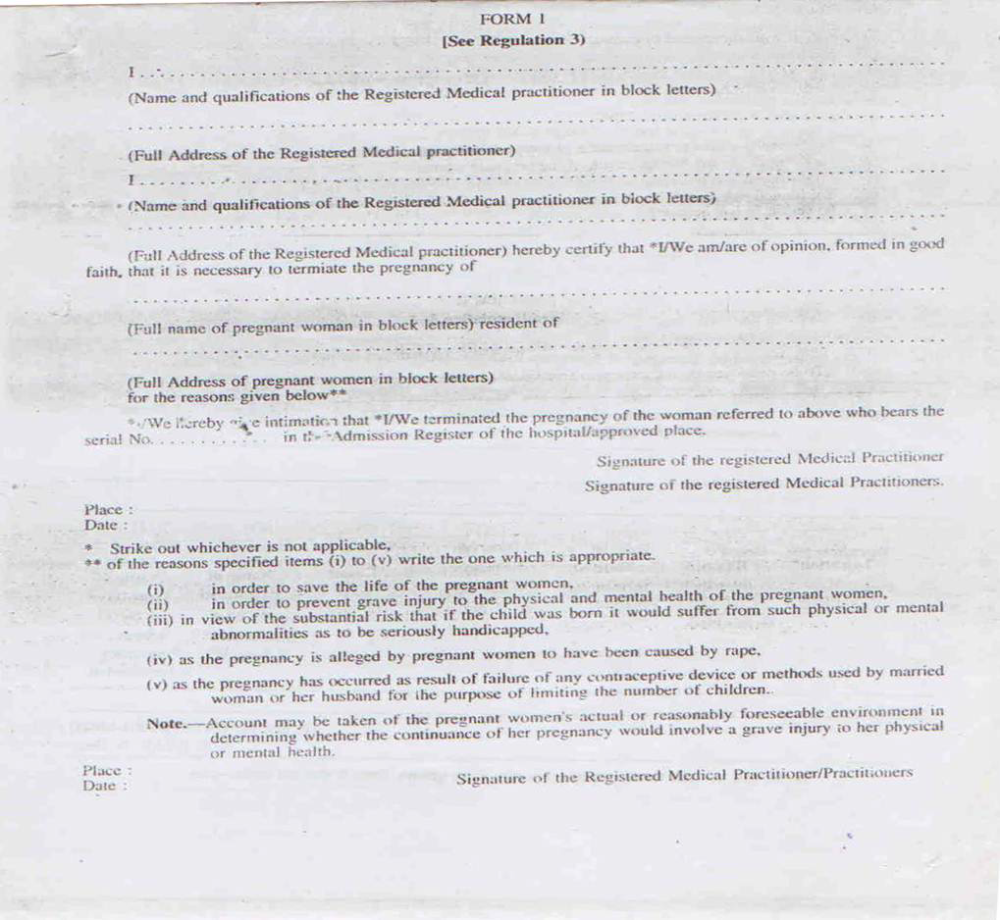 FORM 1
[See Regulation 3)
I . . . . . . . . . . . . . . . . . . . . . . . . . . . . . . . . . . . . . . . .
(Name and qualifications of the Registered Medical practitioner in block letters)
. . . . . . . . . . . . . . . . . . . . . . . . . . . . . . . . . . . . . . . .
(Full Address of the Registered Medical practitioner)
I . . . . . . . . . . . . . . . . . . . . . . . . . . . . . . . . . . . . . . . .
(Name and qualifications of the Registered Medical practitioner in block letters)
. . . . . . . . . . . . . . . . . . . . . . . . . . . . . . . . . . . . . . . .
(Full Address of the Registered Medical practitioner) hereby certify that *I/We am/are of opinion, formed in good
faith, that it is necessary to termiate the pregnancy of
. . . . . . . . . . . . . . . . . . . . . . . . . . . . . . . . . . . . . . . .
(Full name of pregnant woman in block letters) resident of
. . . . . . . . . . . . . . . . . . . . . . . . . . . . . . . . . . . . . . . .
(Full Address of pregnant women in block letters)
for the reasons given below**
*I/We hereby give intimation that *I/We terminated the pregnancy of the woman referred to above who bears the
serial No. . . . . . . . . . . . . in the Admission Register of the hospital/approved place.
Signature of the registered Medical Practitioner
Signature of the registered Medical Practitioners.
Place :
Date :
* Strike out whichever is not applicable,
** of the reasons specified items (i) to (v) write the one which is appropriate.
(i) in order to save the life of the pregnant women,
(ii) in order to prevent grave injury to the physical and mental health of the pregnant women,
(iii) in view of the substantial risk that if the child was born it would suffer from such physical or mental
abnormalities as to be seriously handicapped,
(iv) as the pregnancy is alleged by pregnant women to have been caused by rape,
(v) as the pregnancy has occurred as result of failure of any contraceptive device or methods used by married
woman or her husband for the purpose of limiting the number of children..
Note.—Account may be taken of the pregnant women's actual or reasonably foreseeable environment in
determining whether the continuance of her pregnancy would involve a grave injury to her physical
or mental health.
Place :
Date :
Signature of the Registered Medical Practitioner/Practitioners